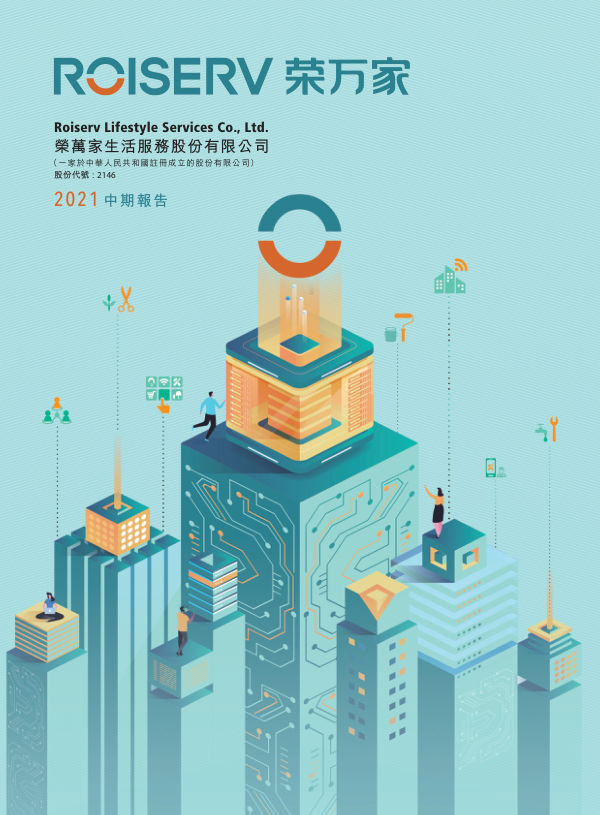 ROISERV 荣万家
Roiserv Lifestyle Services Co., Ltd.
榮萬家生活服務股份有限公司
(一家於中華人民共和國註冊成立的股份有限公司)
股份代號 : 2146
2021 中期報告